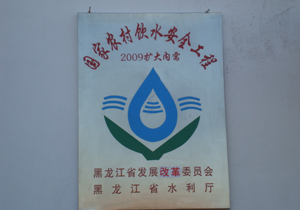 国家农村饮水安全工程
2009扩大内需
黑龙江省发展改革委员会
黑龙江省水利厅